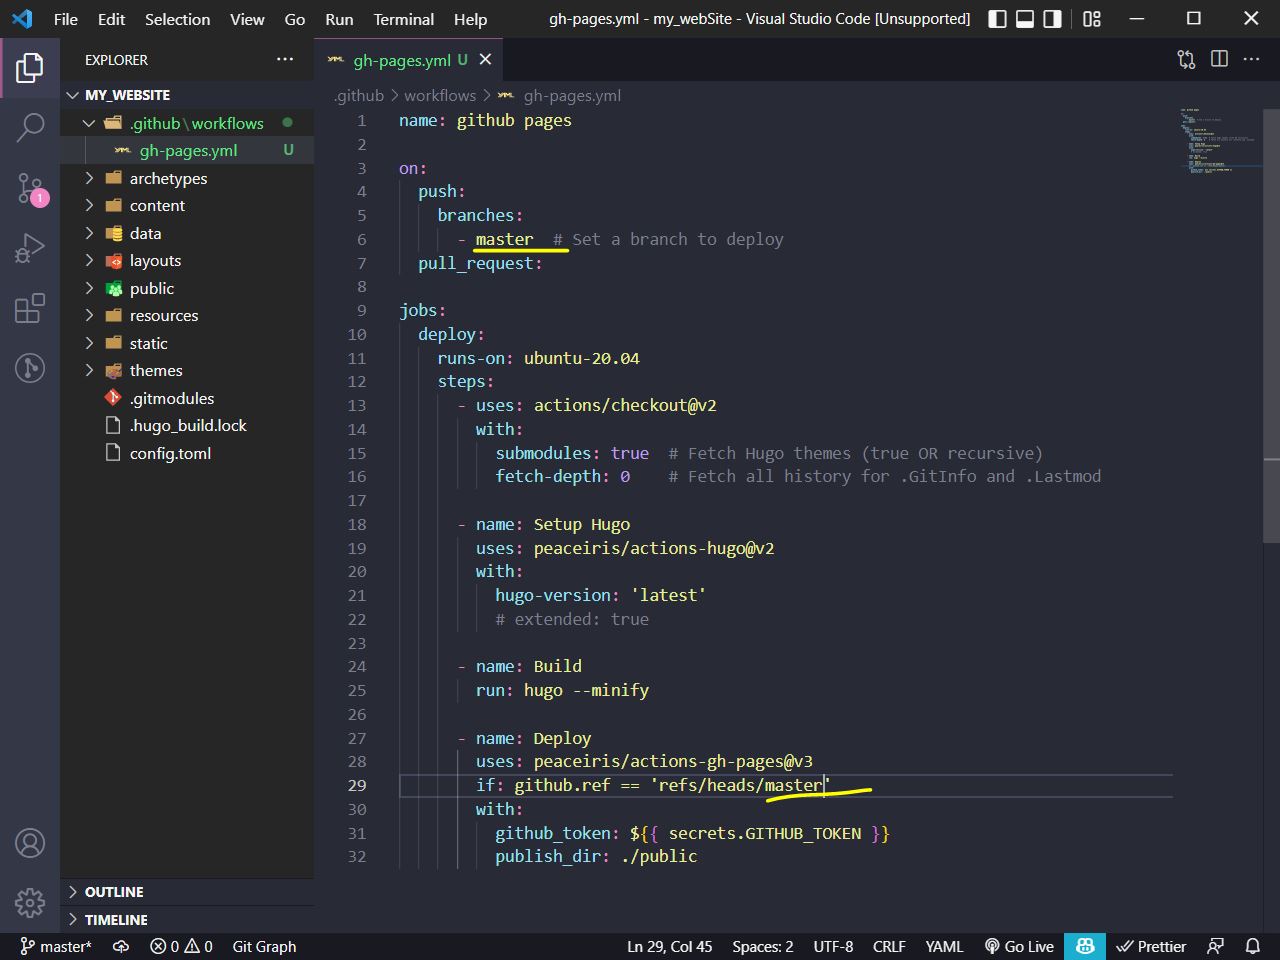 File Edit Selection View Go Run Terminal Help gh-pages.yml - my_webSite - Visual Studio Code [Unsupported]
EXPLORER
MY_WEBSITE
.github\workflows
gh-pages.yml U
archetypes
content
data
layouts
public
resources
static
themes
.gitmodules
.hugo_build.lock
config.toml
OUTLINE
TIMELINE
1
gh-pages.yml U
.github > workflows > gh-pages.yml
1 name: github pages
2
3 on:
4 push:
5 branches:
6 - master # Set a branch to deploy
7 pull_request:
8
9 jobs:
10 deploy:
11 runs-on: ubuntu-20.04
12 steps:
13 - uses: actions/checkout@v2
14 with:
15 submodules: true # Fetch Hugo themes (true OR recursive)
16 fetch-depth: 0 # Fetch all history for .GitInfo and .Lastmod
17
18 - name: Setup Hugo
19 uses: peaceiris/actions-hugo@v2
20 with:
21 hugo-version: 'latest'
22 # extended: true
23
24 - name: Build
25 run: hugo --minify
26
27 - name: Deploy
28 uses: peaceiris/actions-gh-pages@v3
29 if: github.ref == 'refs/heads/master'
30 with:
31 github_token: ${{ secrets.GITHUB_TOKEN }}
32 publish_dir: ./public
master* 0 0 Git Graph Ln 29, Col 45 Spaces: 2 UTF-8 CRLF YAML Go Live Prettier